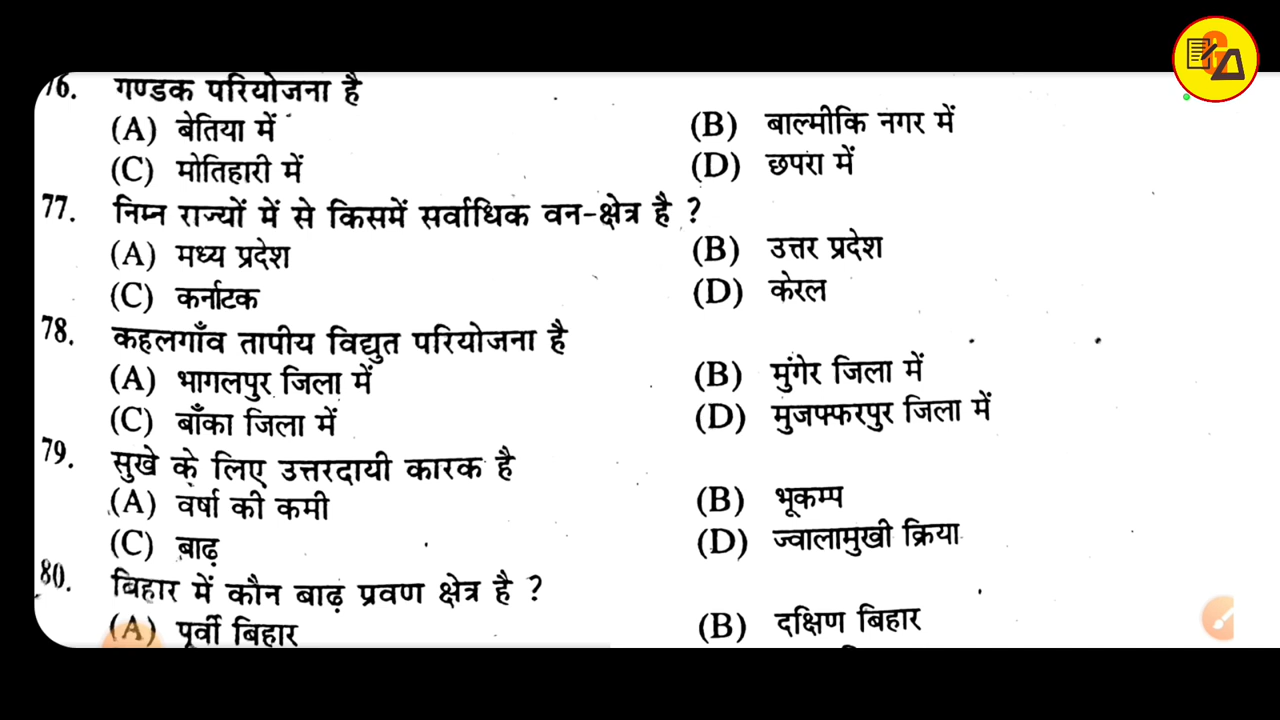 76. गण्डक परियोजना है
(A) बेतिया में (B) बाल्मीकि नगर में
(C) मोतिहारी में (D) छपरा में
77. निम्न राज्यों में से किसमें सर्वाधिक वन-क्षेत्र है ?
(A) मध्य प्रदेश (B) उत्तर प्रदेश
(C) कर्नाटक (D) केरल
78. कहलगाँव तापीय विद्युत परियोजना है
(A) भागलपुर जिला में (B) मुंगेर जिला में
(C) बाँका जिला में (D) मुजफ्फरपुर जिला में
79. सुखे के लिए उत्तरदायी कारक है
(A) वर्षा की कमी (B) भूकम्प
(C) बाढ़ (D) ज्वालामुखी क्रिया
80. बिहार में कौन बाढ़ प्रवण क्षेत्र है ?
(A) पूर्वी बिहार (B) दक्षिण बिहार